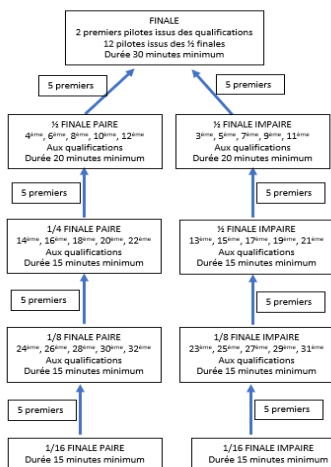 FINALE
2 premiers pilotes issus des qualifications
12 pilotes issus des ½ finales
Durée 30 minutes minimum
5 premiers
5 premiers
½ FINALE PAIRE
4ème, 6ème, 8ème, 10ème, 12ème
Aux qualifications
Durée 20 minutes minimum
½ FINALE IMPAIRE
3ème, 5ème, 7ème, 9ème, 11ème
Aux qualifications
Durée 20 minutes minimum
5 premiers
5 premiers
1/4 FINALE PAIRE
14ème, 16ème, 18ème, 20ème, 22ème
Aux qualifications
Durée 15 minutes minimum
½ FINALE IMPAIRE
13ème, 15ème, 17ème, 19ème, 21ème
Aux qualifications
Durée 15 minutes minimum
5 premiers
5 premiers
1/8 FINALE PAIRE
24ème, 26ème, 28ème, 30ème, 32ème
Aux qualifications
Durée 15 minutes minimum
1/8 FINALE IMPAIRE
23ème, 25ème, 27ème, 29ème, 31ème
Aux qualifications
Durée 15 minutes minimum
5 premiers
5 premiers
1/16 FINALE PAIRE
Durée 15 minutes minimum
1/16 FINALE IMPAIRE
Durée 15 minutes minimum